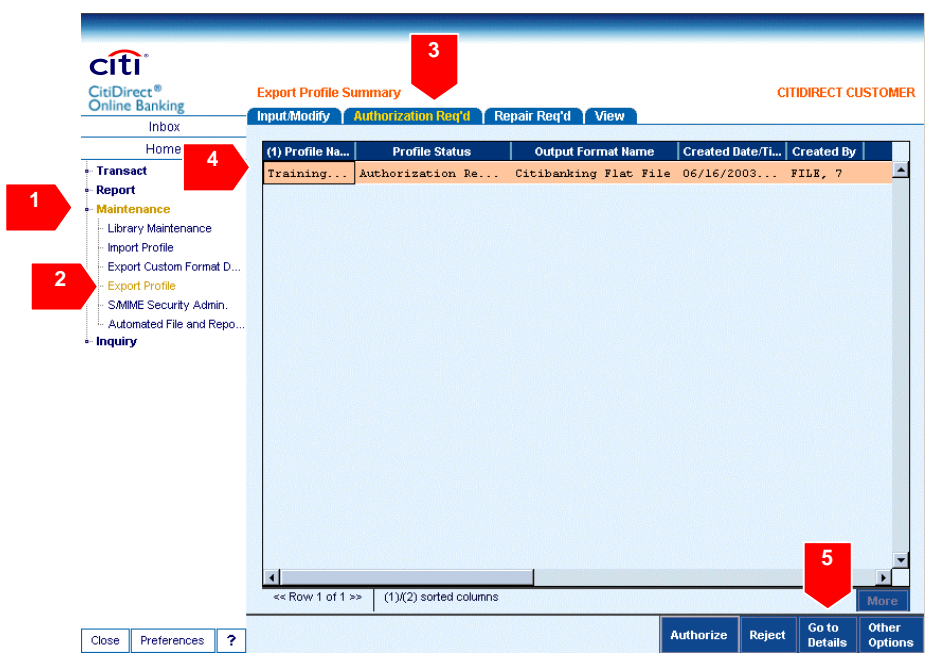 3
citi®
CitiDirect®
Online Banking
Export Profile Summary
CITIDIRECT CUSTOMER
Input/Modify
Authorization Req'd
Repair Req'd
View
Inbox
Home
4
(1) Profile Na...
Profile Status
Output Format Name
Created Date/Ti...
Created By
Training...
Authorization Re...
Citibanking Flat File
06/16/2003...
FILE, 7
Transact
Report
1
Maintenance
Library Maintenance
Import Profile
Export Custom Format D...
2
Export Profile
S/MIME Security Admin.
Automated File and Repo...
Inquiry
5
<< Row 1 of 1 >>
(1)/(2) sorted columns
More
Close
Preferences
?
Authorize
Reject
Go to
Details
Other
Options